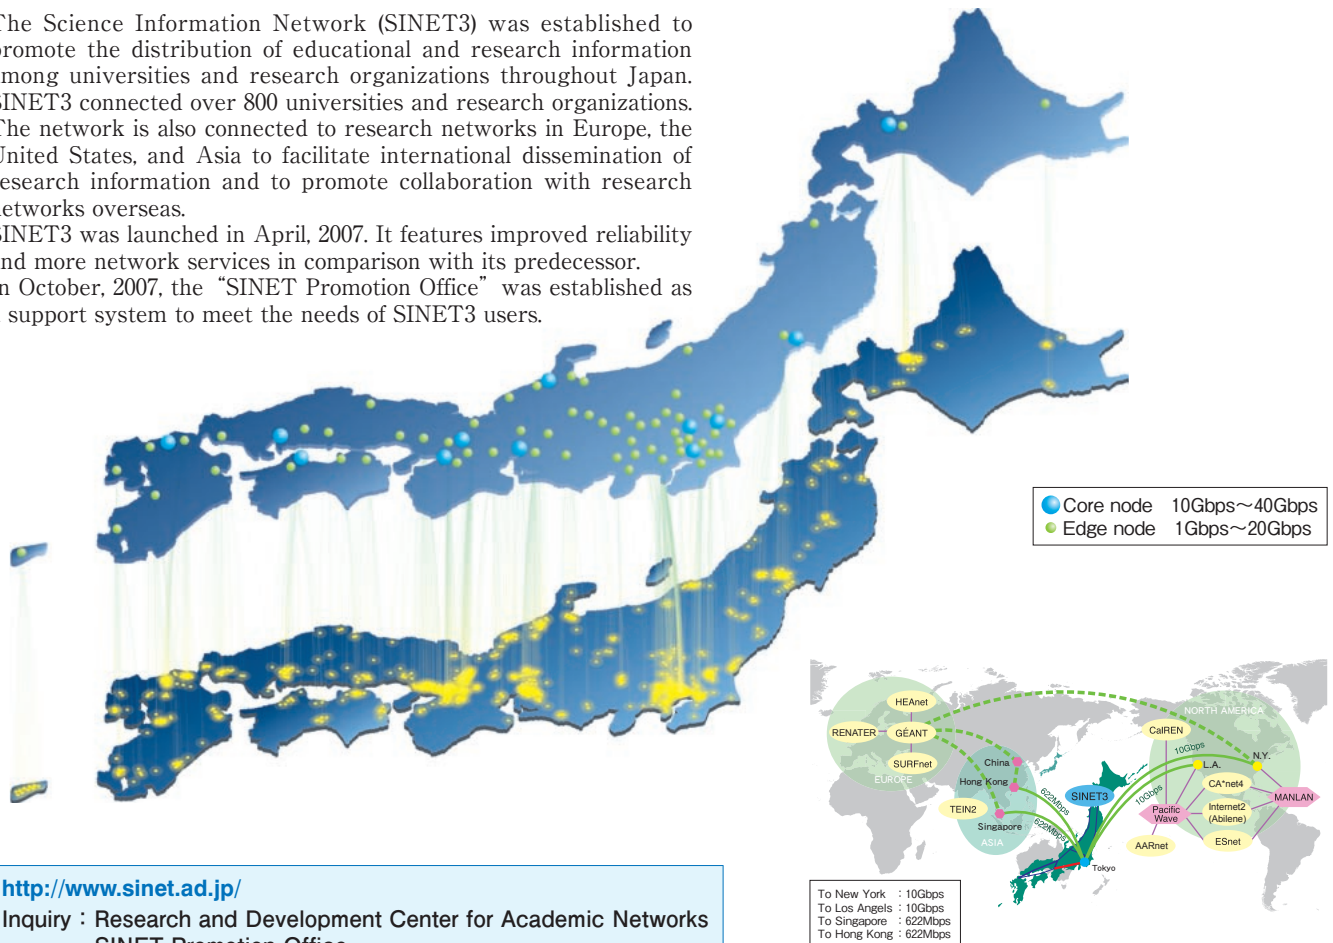 The Science Information Network (SINET3) was established to
promote the distribution of educational and research information
among universities and research organizations throughout Japan.
SINET3 connected over 800 universities and research organizations.
The network is also connected to research networks in Europe, the
United States, and Asia to facilitate international dissemination of
research information and to promote collaboration with research
networks overseas.
SINET3 was launched in April, 2007. It features improved reliability
and more network services in comparison with its predecessor.
In October, 2007, the “SINET Promotion Office” was established as
a support system to meet the needs of SINET3 users.
Core node 10Gbps～40Gbps
Edge node 1Gbps～20Gbps
HEAnet
RENATER
GÉANT
SURFnet
EUROPE
China
Hong Kong
TEIN2
Singapore
ASIA
622Mbps
622Mbps
SINET3
Tokyo
10Gbps
10Gbps
NORTH AMERICA
CalREN
N.Y.
L.A.
CA*net4
MANLAN
Pacific
Wave
Internet2
(Abilene)
AARnet
ESnet
To New York : 10Gbps
To Los Angels : 10Gbps
To Singapore : 622Mbps
To Hong Kong : 622Mbps
http://www.sinet.ad.jp/
Inquiry : Research and Development Center for Academic Networks
SINET Promotion Office